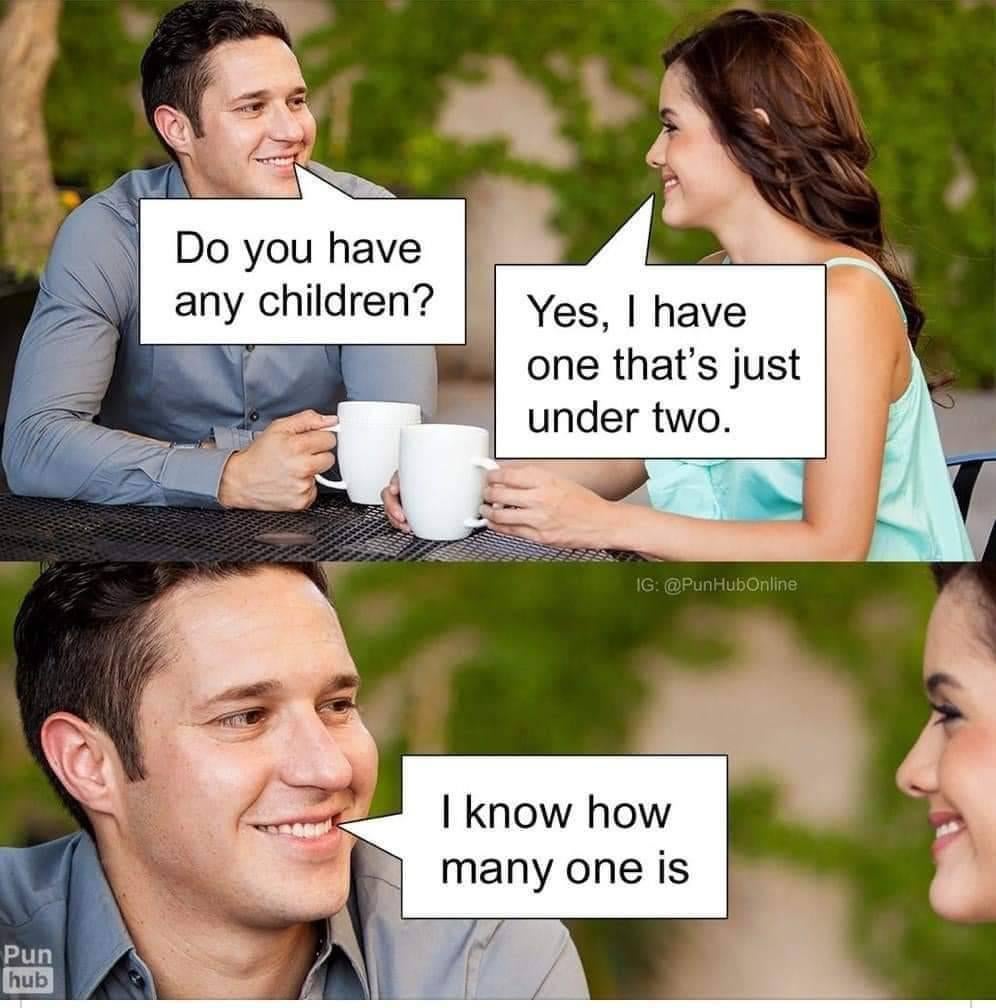 Do you have
any children?
Yes, I have
one that's just
under two.
IG: @PunHubOnline
I know how
many one is
Pun
hub